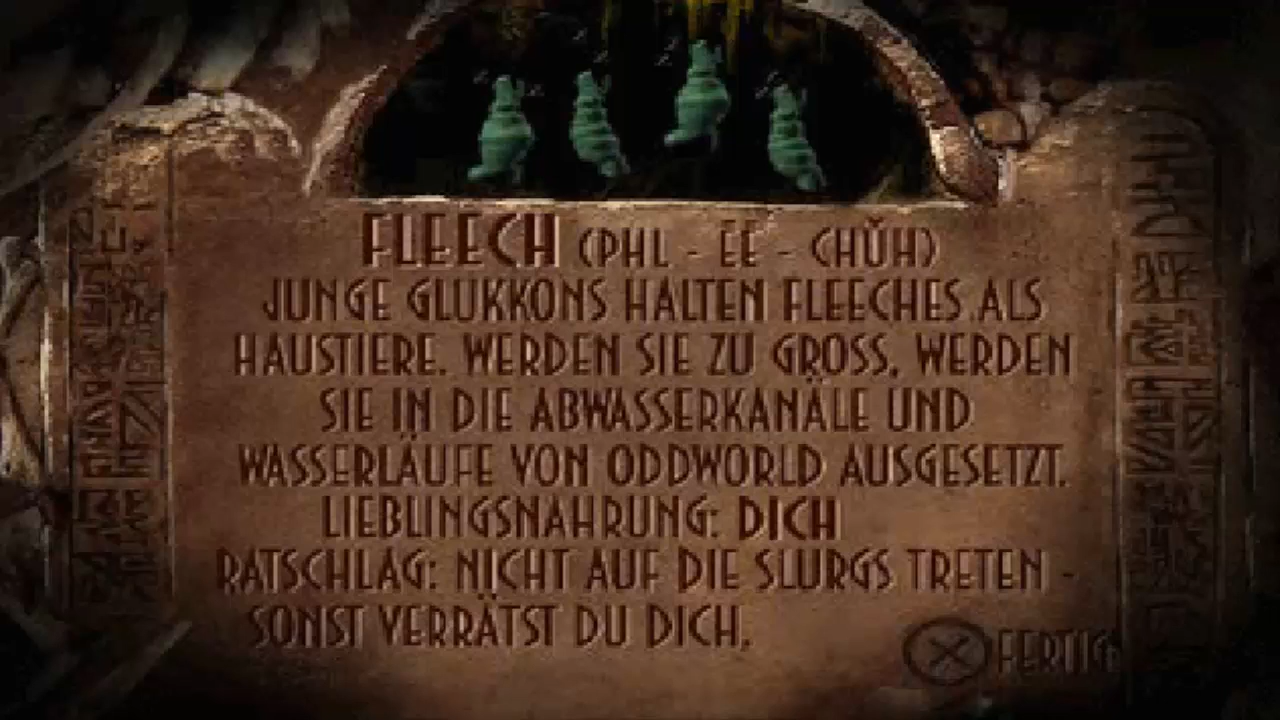 FLEECH (PHL - EE - CHŬH)
JUNGE GLUKKONS HALTEN FLEECHES ALS
HAUSTIERE. WERDEN SIE ZU GROSS, WERDEN
SIE IN DIE ABWASSERKANÄLE UND
WASSERLÄUFE VON ODDWORLD AUSGESETZT.
LIEBLINGSNAHRUNG: DICH
RATSCHLAG: NICHT AUF DIE SLURGS TRETEN -
SONST VERRÄTST DU DICH.
FERTIG